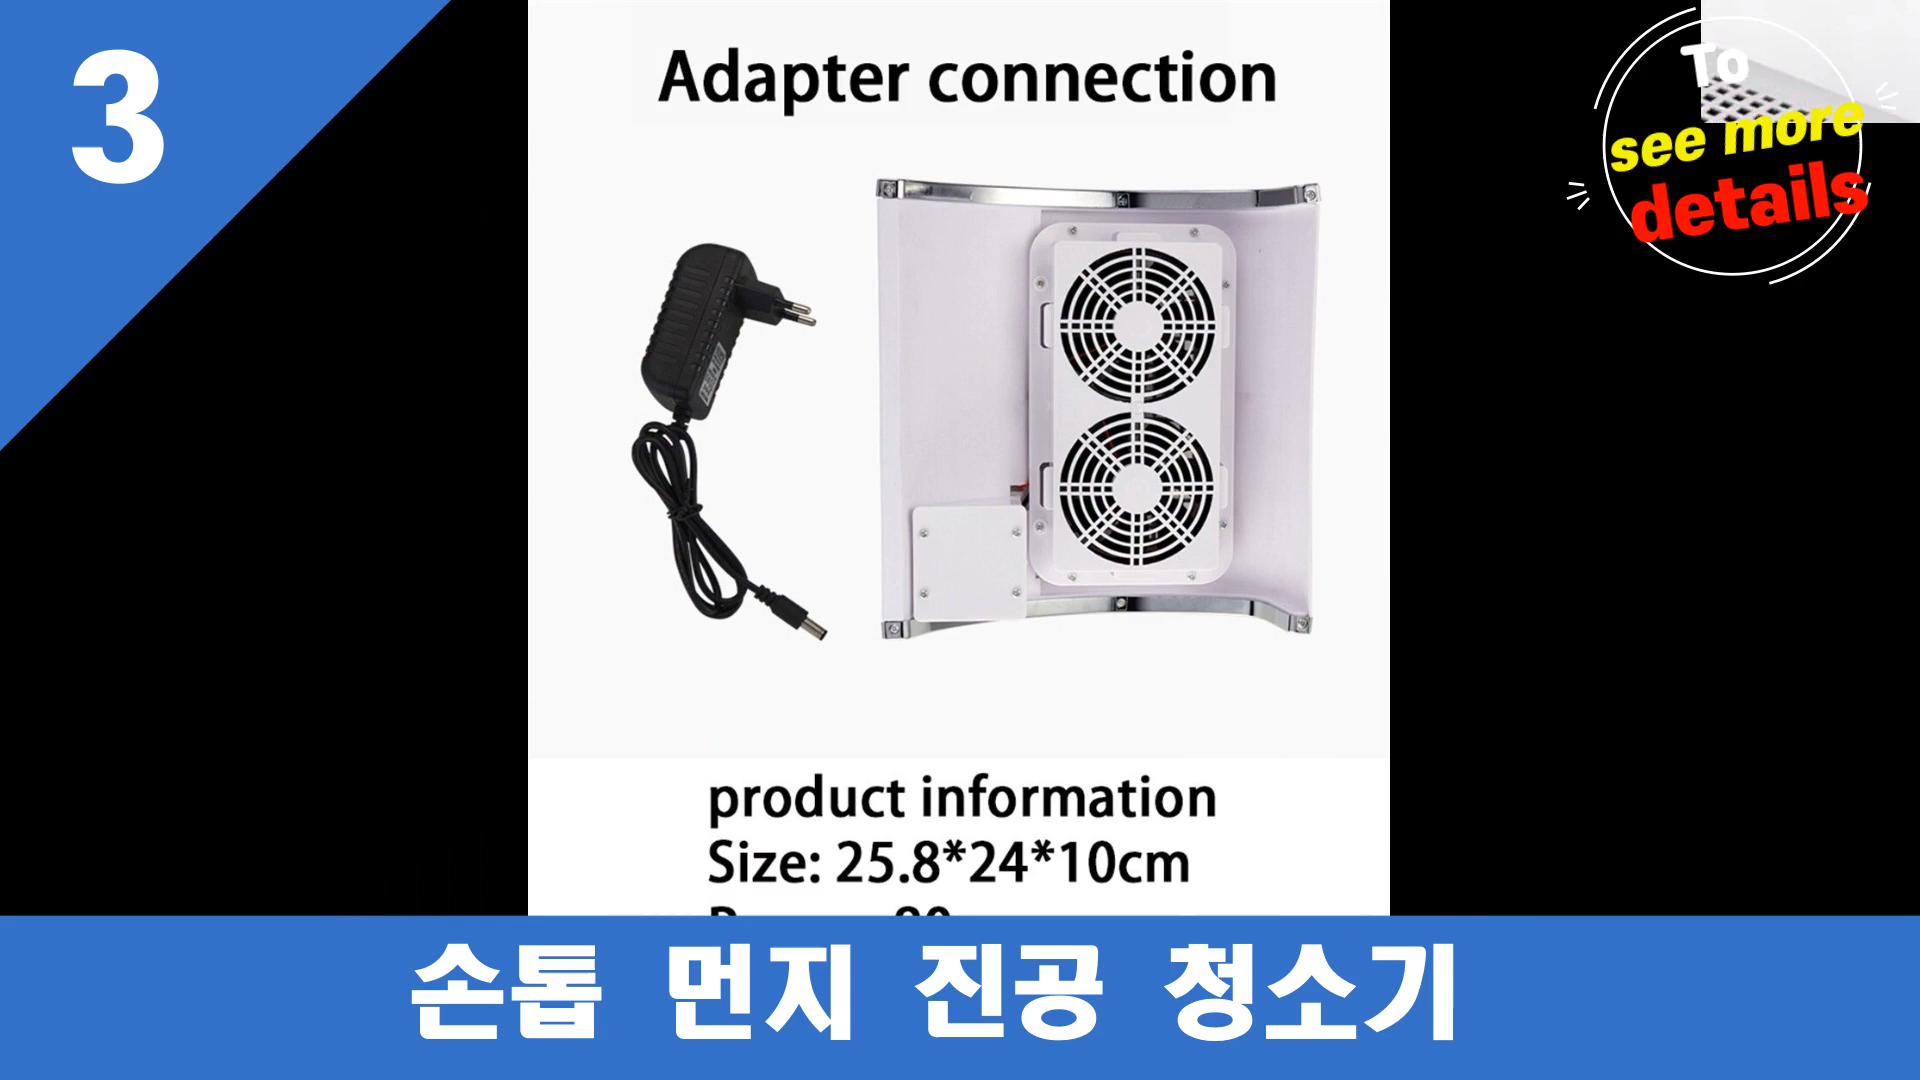 3
Adapter connection
To
see more
details
product information
Size: 25.8*24*10cm
손톱 먼지 진공 청소기